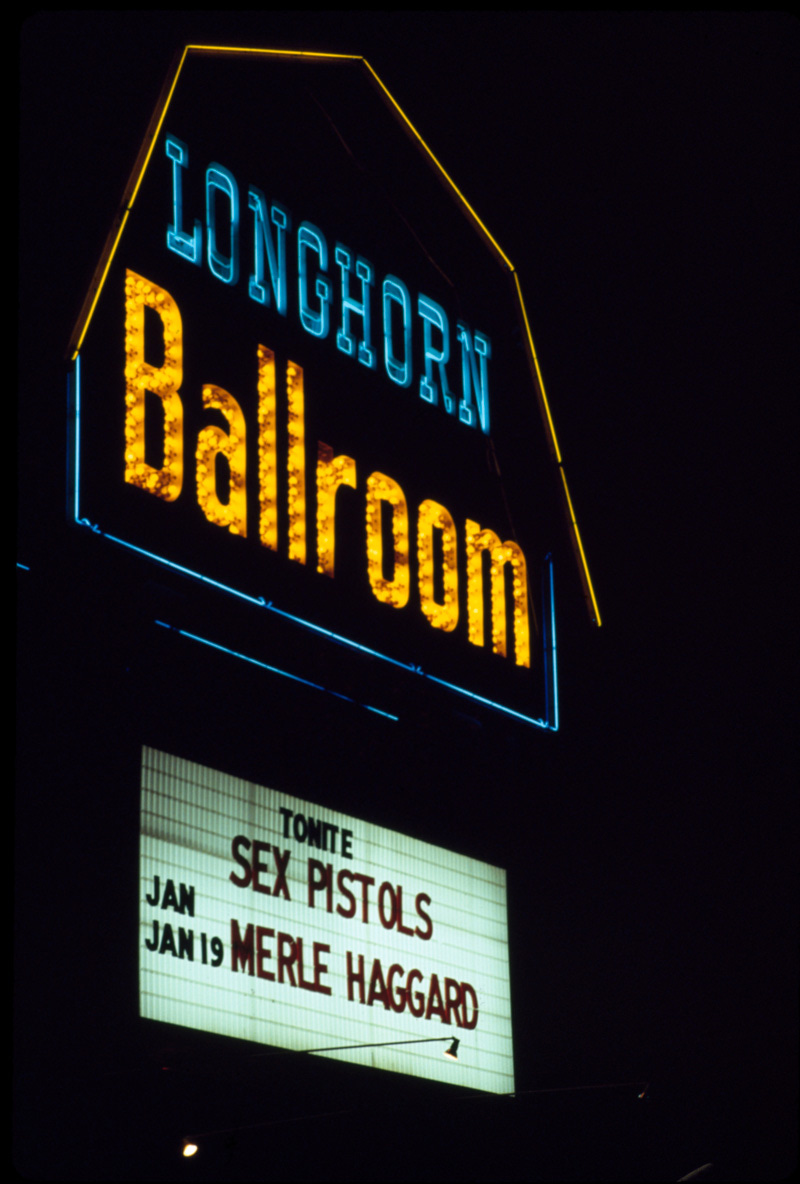 LONGHORN
Ballroom
TONITE
SEX PISTOLS
JAN
JAN 19 MERLE HAGGARD